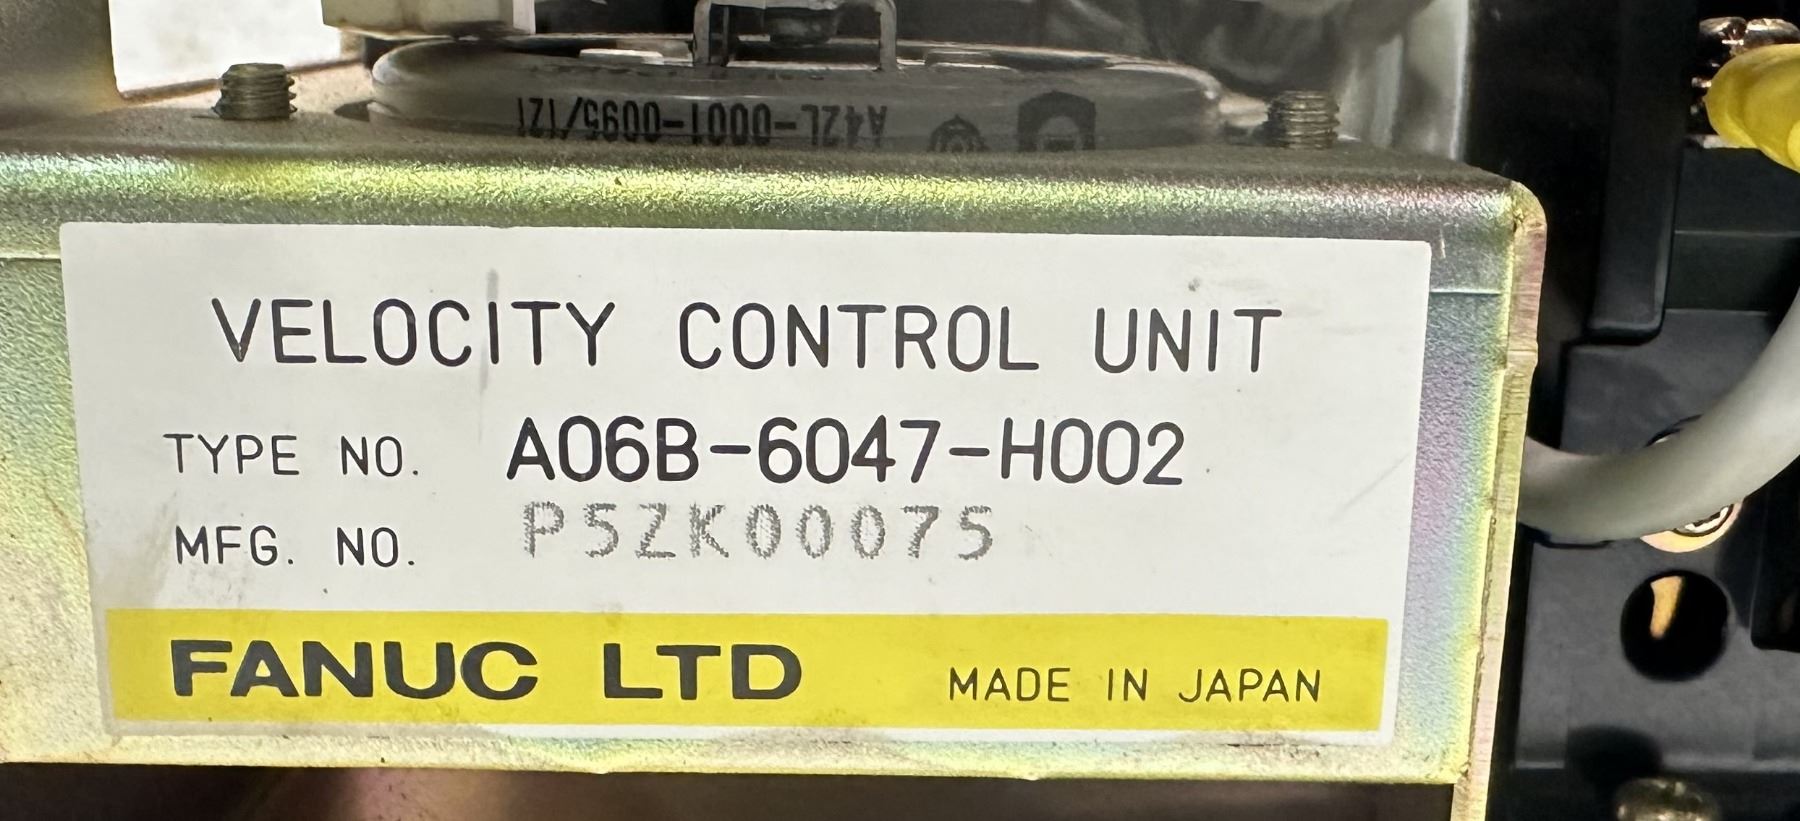 A42L-0001-0095/121
VELOCITY CONTROL UNIT
TYPE NO. A06B-6047-H002
MFG. NO. P5ZK00075
FANUC LTD MADE IN JAPAN